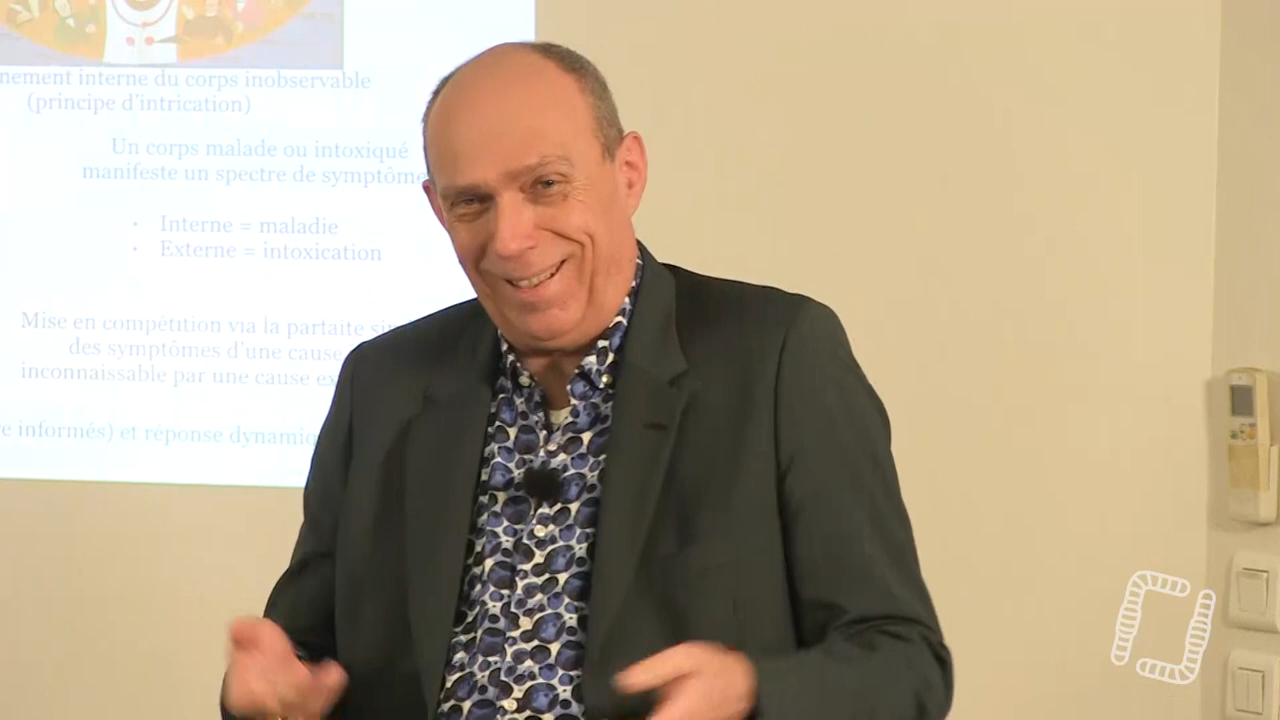 nement interne du corps inobservable
(principe d'intrication)
Un corps malade ou intoxiqué
manifeste un spectre de symptôme
• Interne = maladie
• Externe = intoxication
Mise en compétition via la parfaite
des symptômes d'une cause
inconnaissable par une cause ex
e informés) et réponse dynamiq